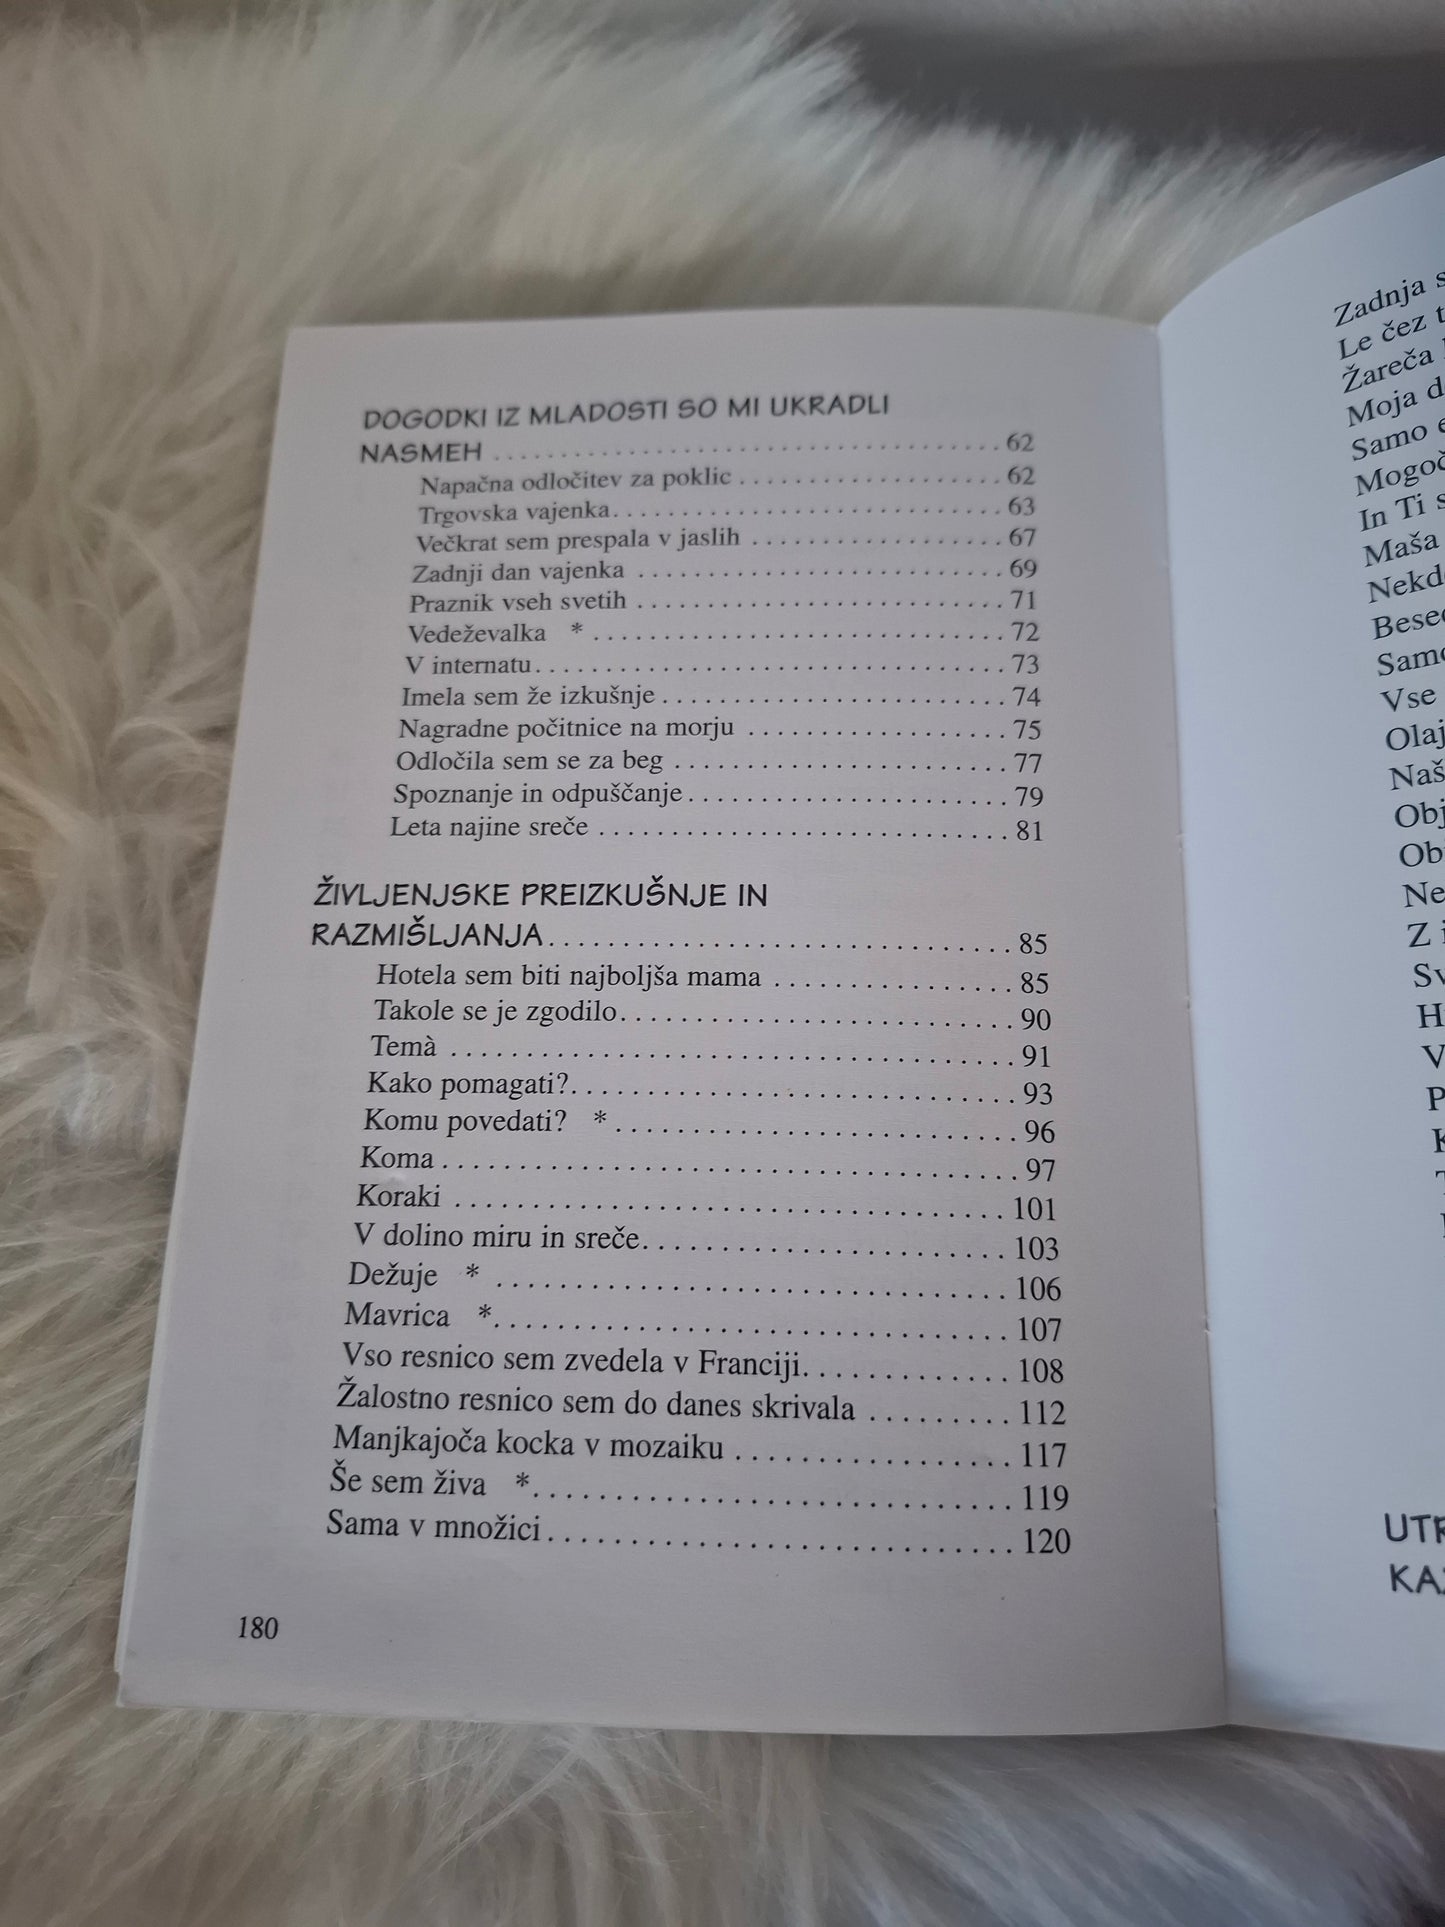 DOGODKI IZ MLADOSTI SO MI UKRADLI
NASMEH .................................... 62
Napačna odločitev za poklic ................... 62
Trgovska vajenka............................ 63
Večkrat sem prespala v jaslih .................. 67
Zadnji dan vajenka .......................... 69
Praznik vseh svetih .......................... 71
Vedeževalka * ............................. 72
V internatu................................. 73
Imela sem že izkušnje ........................ 74
Nagradne počitnice na morju .................. 75
Odločila sem se za beg ....................... 77
Spoznanje in odpuščanje....................... 79
Leta najine sreče ............................ 81
ŽIVLJENJSKE PREIZKUŠNJE IN
RAZMIŠLJANJA................................ 85
Hotela sem biti najboljša mama ................ 85
Takole se je zgodilo.......................... 90
Temà ..................................... 91
Kako pomagati?............................. 93
Komu povedati? * .......................... 96
Koma ..................................... 97
Koraki .................................... 101
V dolino miru in sreče........................ 103
Dežuje * ................................. 106
Mavrica *................................. 107
Vso resnico sem zvedela v Franciji.............. 108
Žalostno resnico sem do danes skrivala ......... 112
Manjkajoča kocka v mozaiku .................. 117
Še sem živa *.............................. 119
Sama v množici.............................. 120
180
Zadnja
Le čez
Žareča
Moja
Samo
In Ti
Maša
Vse
Z
UTR
KAZ